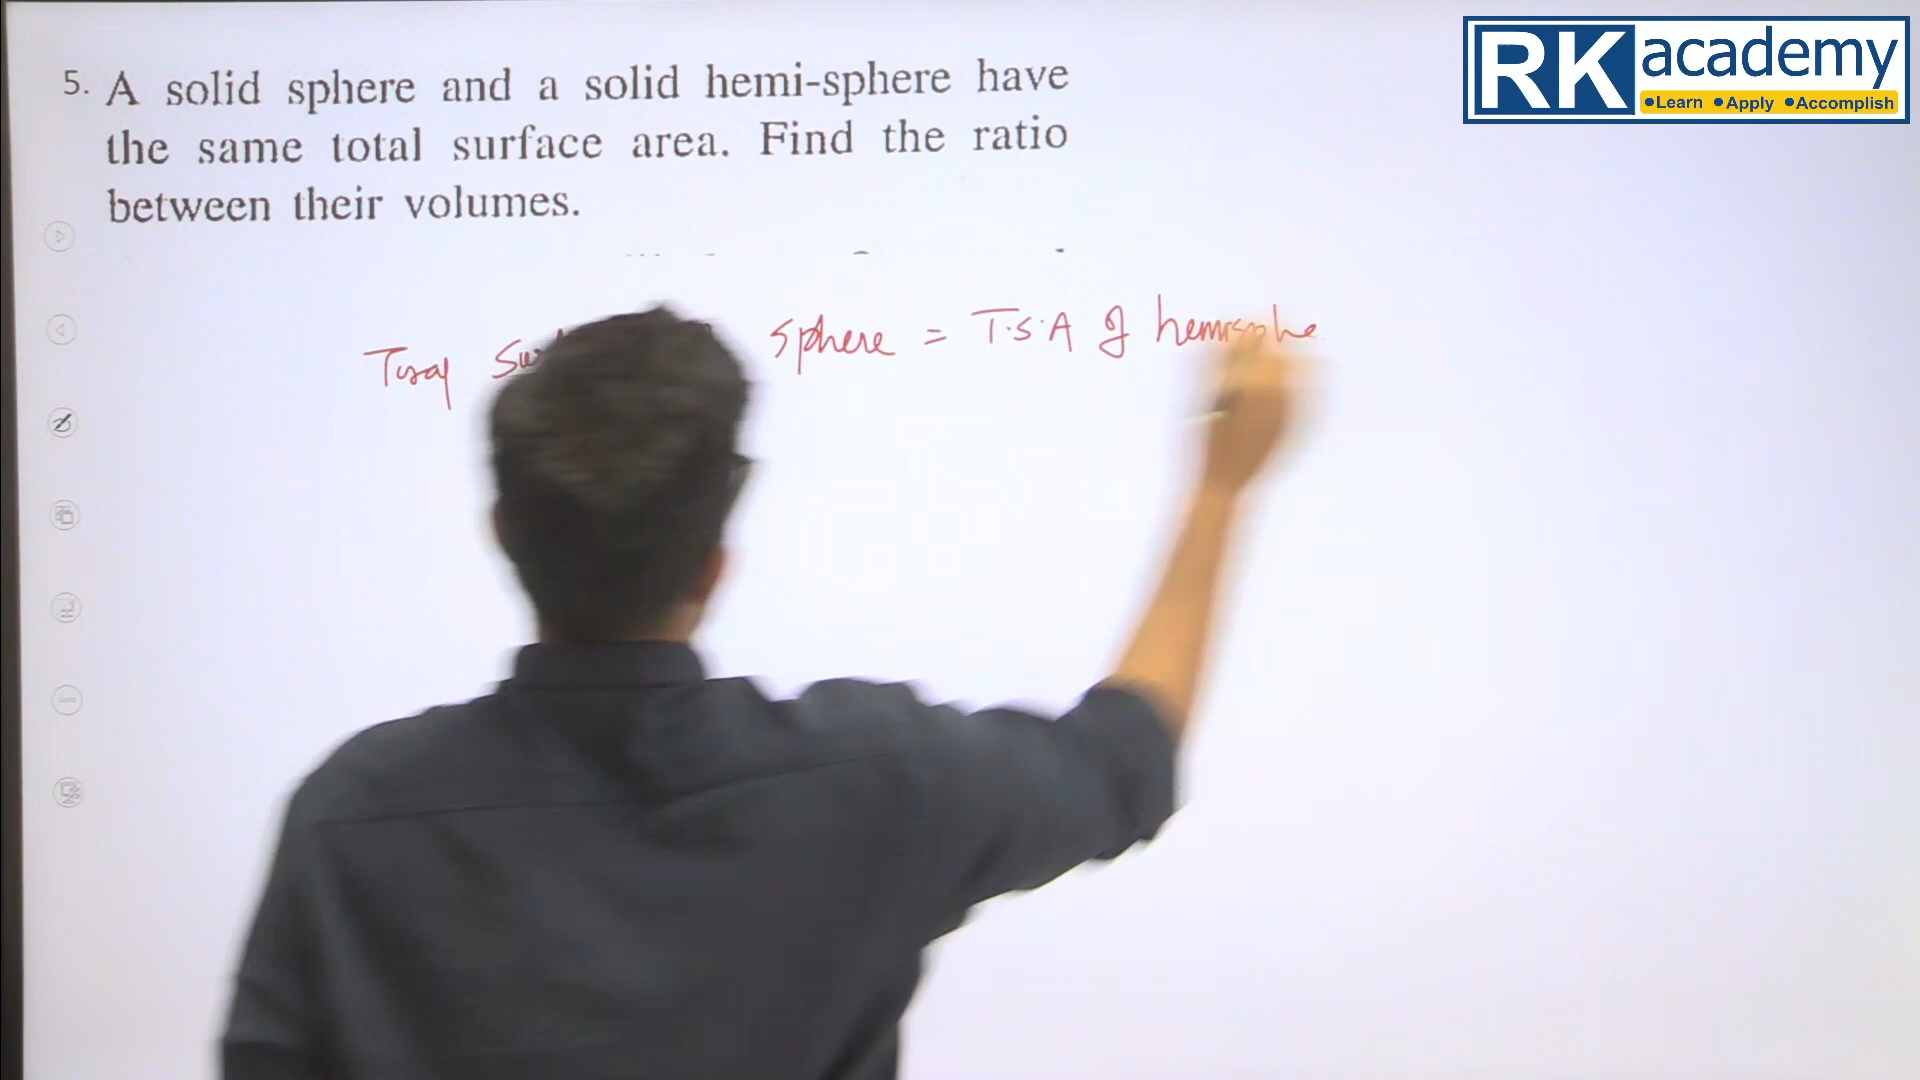 RK academy
•Learn •Apply •Accomplish
5. A solid sphere and a solid hemi-sphere have
the same total surface area. Find the ratio
between their volumes.
sphere = T.S.A of hemisphe